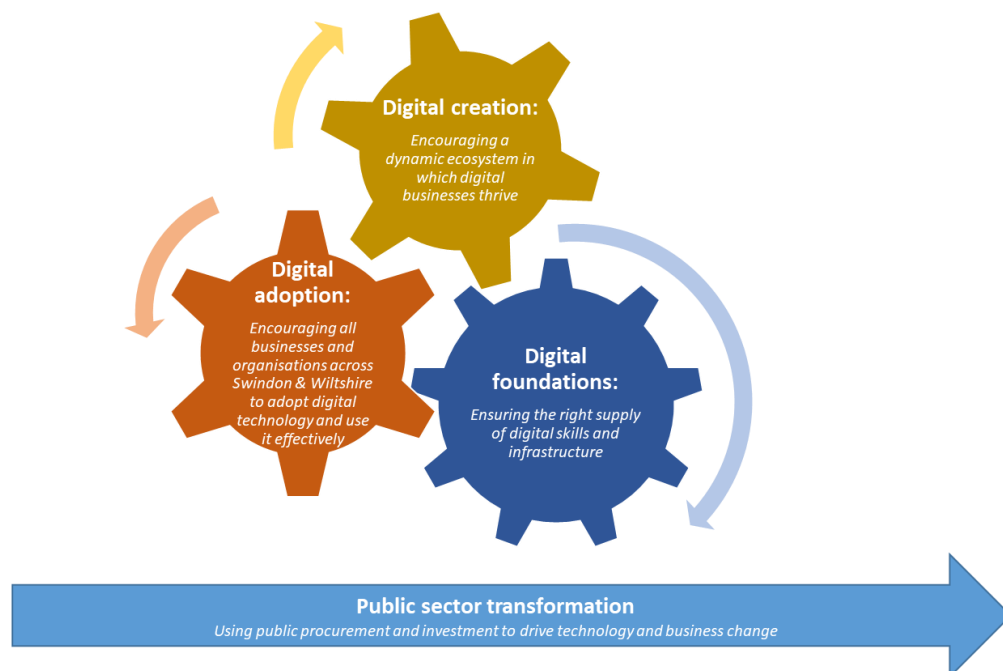 Digital creation:
Encouraging a
dynamic ecosystem in
which digital
businesses thrive
Digital
adoption:
Encouraging all
businesses and
organisations across
Swindon & Wiltshire
to adopt digital
technology and use
it effectively
Digital
foundations:
Ensuring the right supply
of digital skills and
infrastructure
Public sector transformation
Using public procurement and investment to drive technology and business change